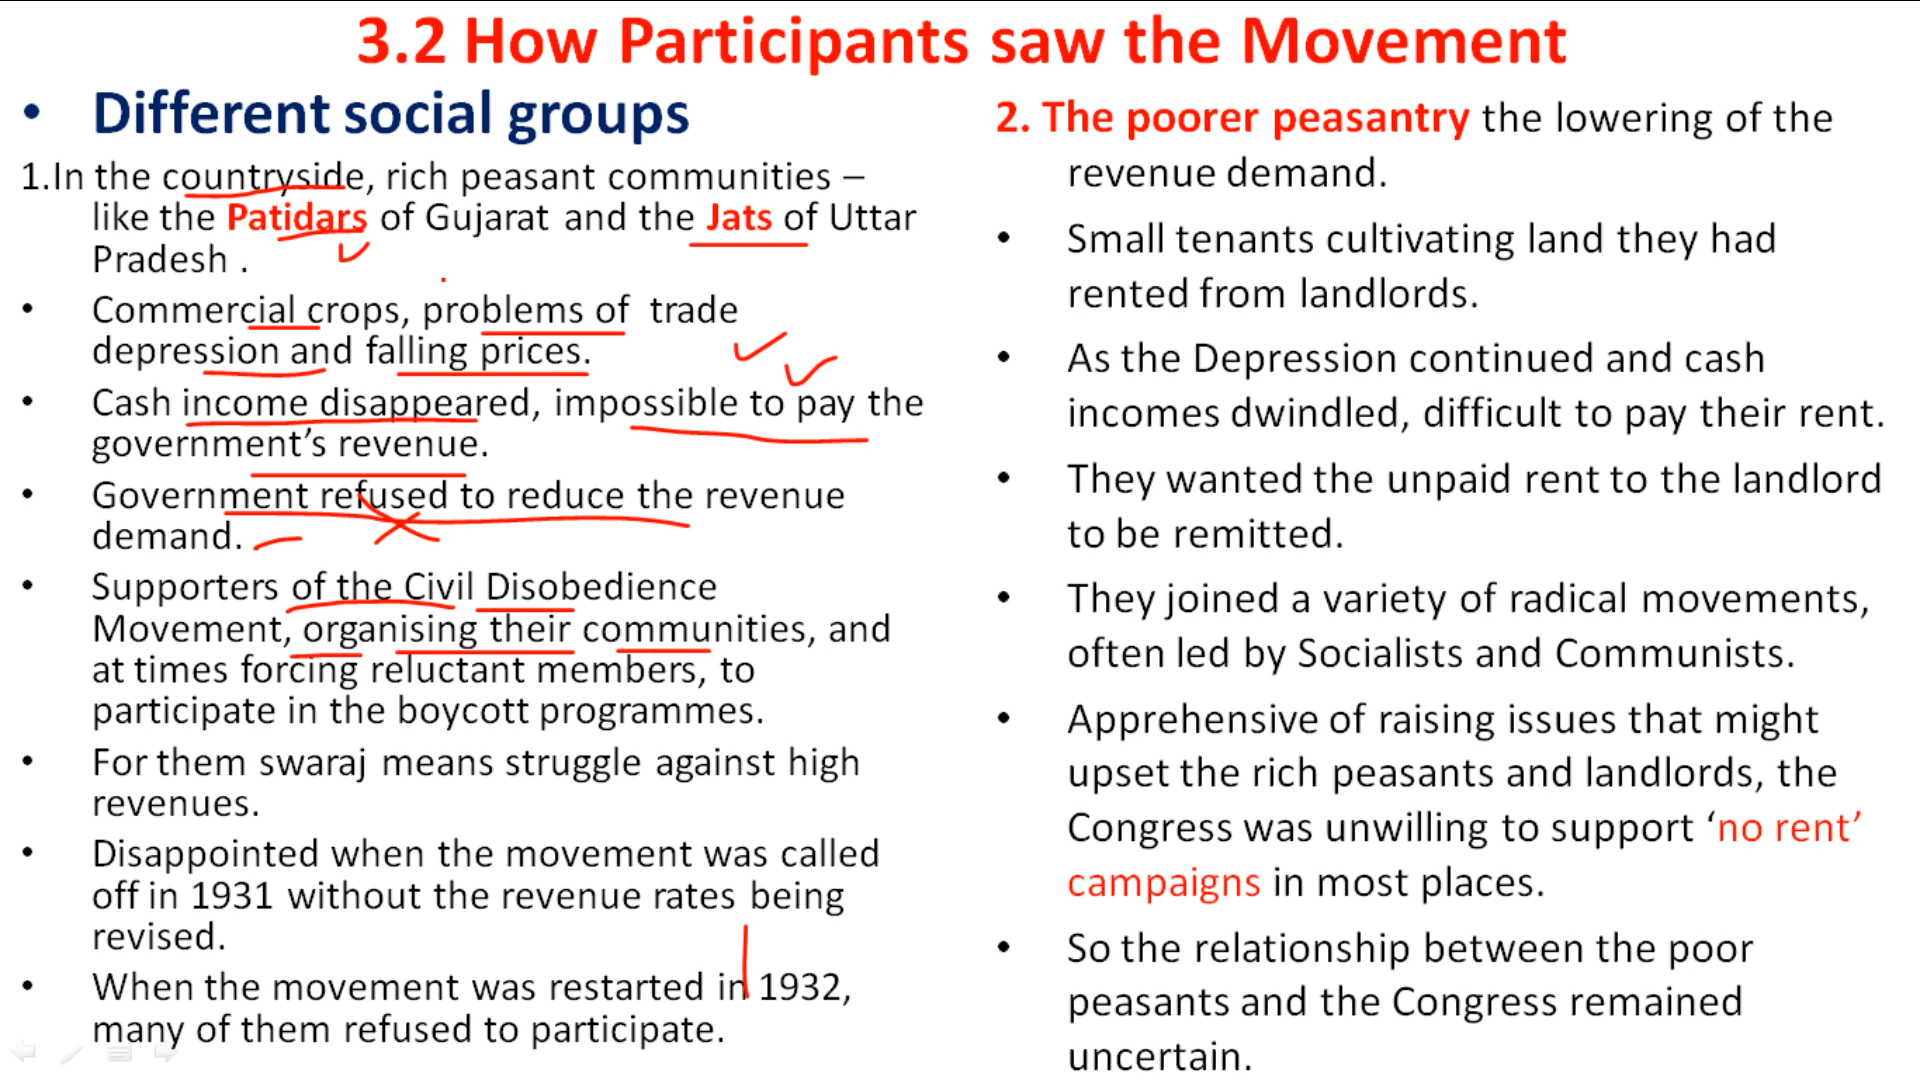 3.2 How Participants saw the Movement
• Different social groups
1.In the countryside, rich peasant communities –
like the Patidars of Gujarat and the Jats of Uttar
Pradesh .
• Commercial crops, problems of trade
depression and falling prices.
• Cash income disappeared, impossible to pay the
government’s revenue.
• Government refused to reduce the revenue
demand.
• Supporters of the Civil Disobedience
Movement, organising their communities, and
at times forcing reluctant members, to
participate in the boycott programmes.
• For them swaraj means struggle against high
revenues.
• Disappointed when the movement was called
off in 1931 without the revenue rates being
revised.
• When the movement was restarted in 1932,
many of them refused to participate.
2. The poorer peasantry the lowering of the
revenue demand.
• Small tenants cultivating land they had
rented from landlords.
• As the Depression continued and cash
incomes dwindled, difficult to pay their rent.
• They wanted the unpaid rent to the landlord
to be remitted.
• They joined a variety of radical movements,
often led by Socialists and Communists.
• Apprehensive of raising issues that might
upset the rich peasants and landlords, the
Congress was unwilling to support ‘no rent’
campaigns in most places.
• So the relationship between the poor
peasants and the Congress remained
uncertain.